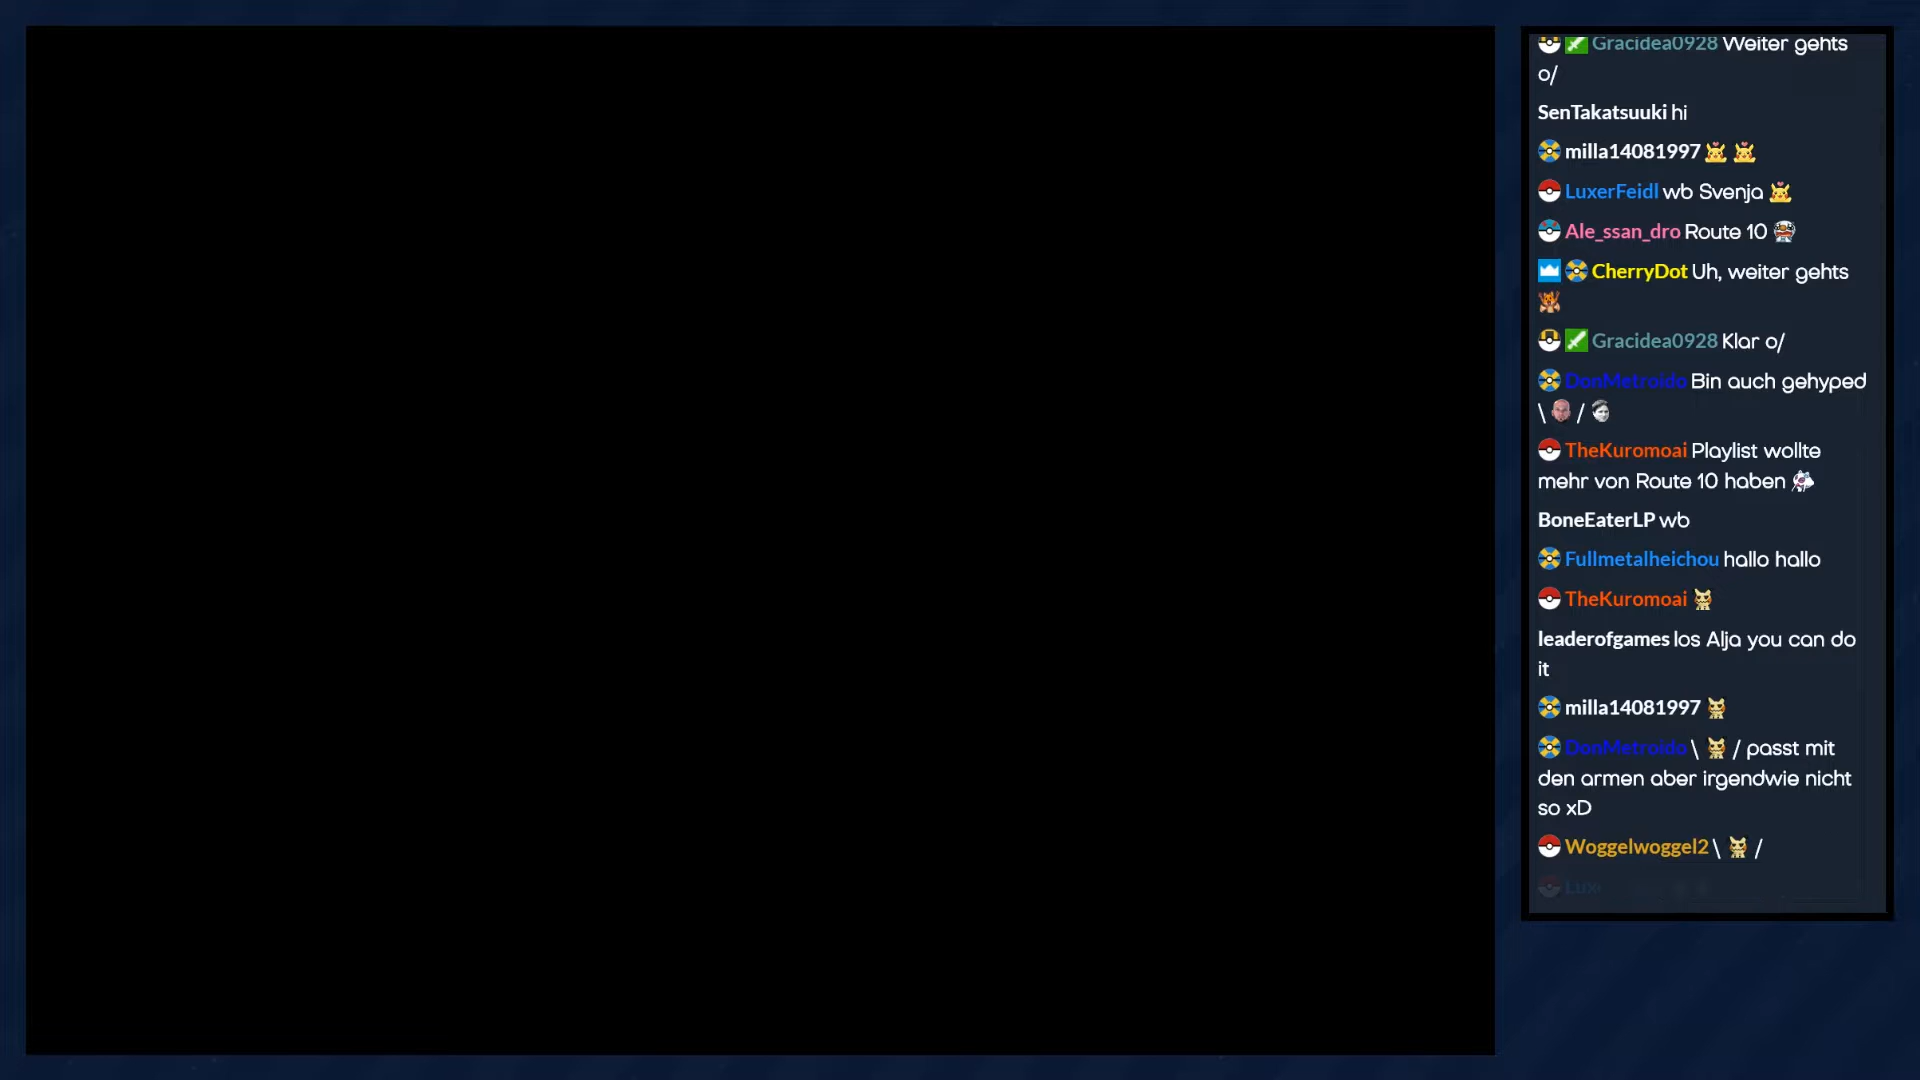 Gracidea0928 Weiter gehts
o/
SenTakatsuuki hi
milla14081997
LuxerFeidl wb Svenja
Ale_ssan_dro Route 10
CherryDot Uh, weiter gehts
Gracidea0928 Klar o/
DonMetroido Bin auch gehyped
\ /
TheKuromoai Playlist wollte
mehr von Route 10 haben
BoneEaterLP wb
Fullmetalheichou hallo hallo
TheKuromoai
leaderofgames los Alja you can do
it
milla14081997
DonMetroido \ / passt mit
den armen aber irgendwie nicht
so xD
Woggelwoggel2 \ /